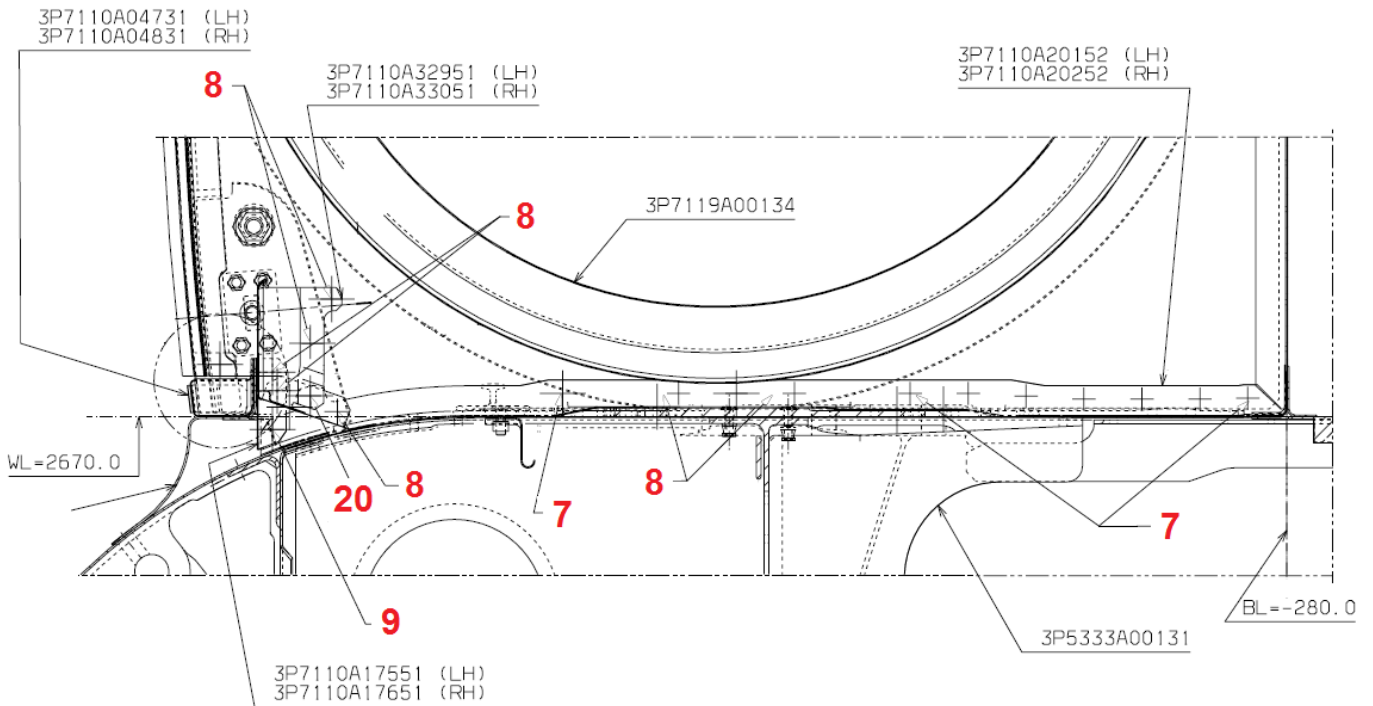 3P7110A04731 (LH)
3P7110A04831 (RH)
8
3P7110A32951 (LH)
3P7110A33051 (RH)
3P7110A20152 (LH)
3P7110A20252 (RH)
3P7119A00134
8
WL=2670.0
20
8
7
8
7
9
BL=-280.0
3P5333A00131
3P7110A17551 (LH)
3P7110A17651 (RH)